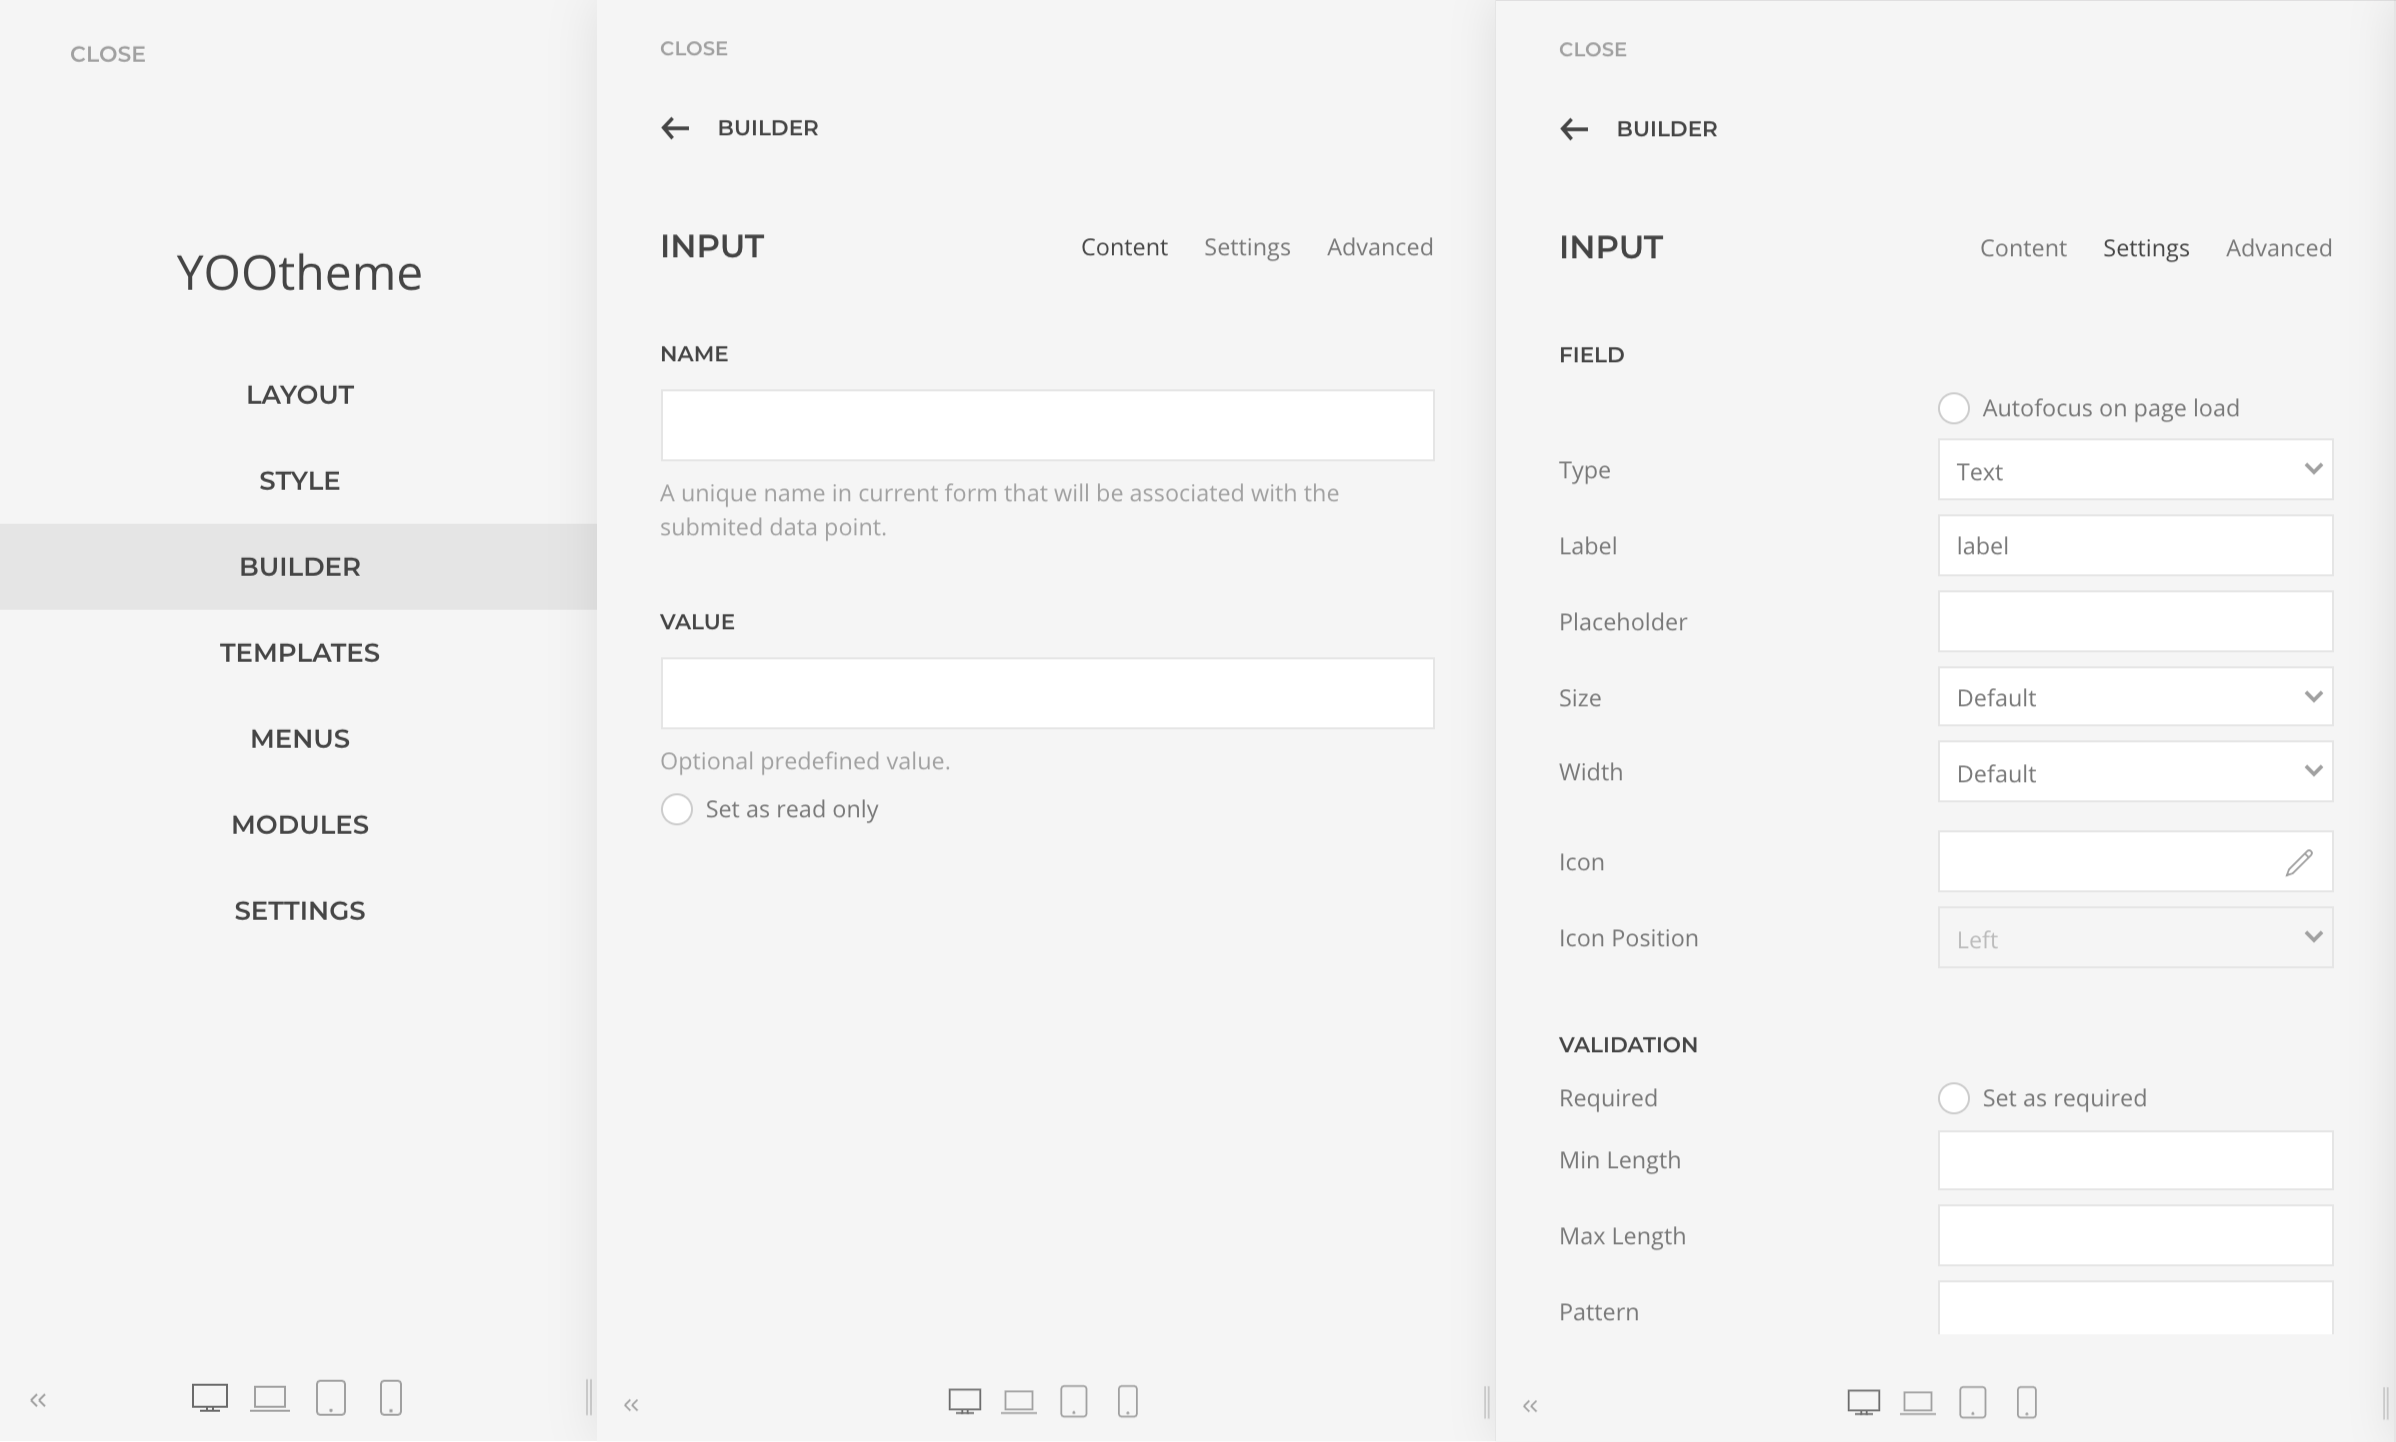 CLOSE
YOOtheme
LAYOUT
STYLE
BUILDER
TEMPLATES
MENUS
MODULES
SETTINGS
CLOSE
BUILDER
INPUT Content Settings Advanced
NAME
A unique name in current form that will be associated with the
submited data point.
VALUE
Optional predefined value.
Set as read only
CLOSE
BUILDER
INPUT Content Settings Advanced
FIELD
Autofocus on page load
Type Text
Label label
Placeholder
Size Default
Width Default
Icon
Icon Position Left
VALIDATION
Required Set as required
Min Length
Max Length
Pattern